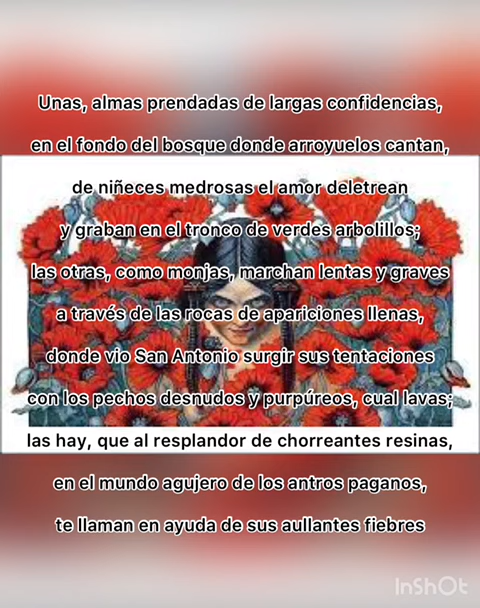 Unas, almas prendadas de largas confidencias,
en el fondo del bosque donde arroyuelos cantan,
de niñeces medrosas el amor deletrean
y graban en el tronco de verdes arbolillos;
las otras, como monjas, marchan lentas y graves
a través de las rocas de apariciones llenas,
donde vio San Antonio surgir sus tentaciones
con los pechos desnudos y purpúreos, cual lavas;
las hay, que al resplandor de chorreantes resinas,
en el mundo agujero de los antros paganos,
te llaman en ayuda de sus aullantes fiebres
InShOt